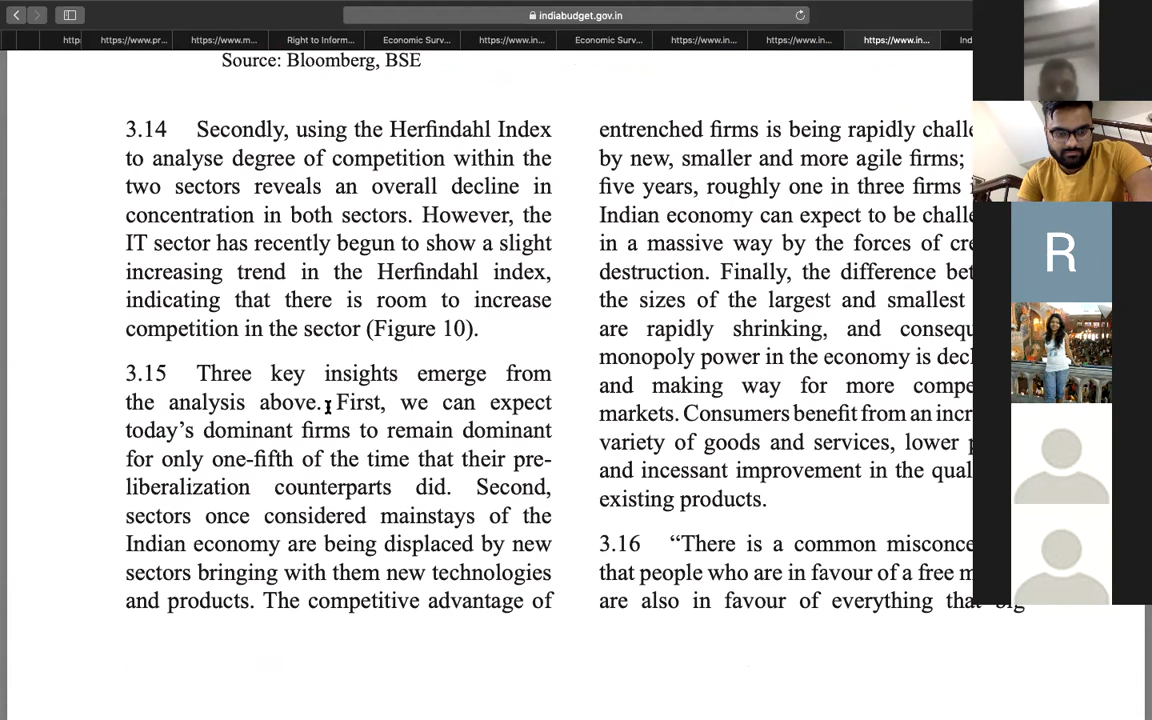 indiabudget.gov.in
http
https://www.pr...
https://www.m...
Right to Inform...
Economic Surv...
https://www.in...
Economic Surv...
https://www.in...
https://www.in...
https://www.in...
Ind
Source: Bloomberg, BSE
3.14 Secondly, using the Herfindahl Index
to analyse degree of competition within the
two sectors reveals an overall decline in
concentration in both sectors. However, the
IT sector has recently begun to show a slight
increasing trend in the Herfindahl index,
indicating that there is room to increase
competition in the sector (Figure 10).
3.15 Three key insights emerge from
the analysis above. First, we can expect
today's dominant firms to remain dominant
for only one-fifth of the time that their pre-
liberalization counterparts did. Second,
sectors once considered mainstays of the
Indian economy are being displaced by new
sectors bringing with them new technologies
and products. The competitive advantage of
entrenched firms is being rapidly challe
by new, smaller and more agile firms;
five years, roughly one in three firms
Indian economy can expect to be challe
in a massive way by the forces of cre
destruction. Finally, the difference bet
the sizes of the largest and smallest
are rapidly shrinking, and consequ
monopoly power in the economy is decl
and making way for more compe
markets. Consumers benefit from an incr
variety of goods and services, lower p
and incessant improvement in the qual
existing products.
3.16 “There is a common misconce
that people who are in favour of a free m
are also in favour of everything that big
R